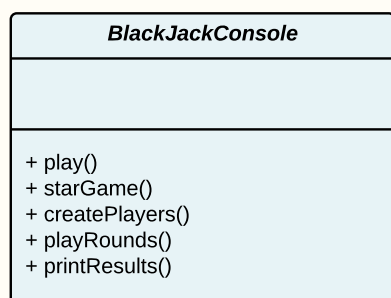 BlackJackConsole
+ play()
+ starGame()
+ createPlayers()
+ playRounds()
+ printResults()